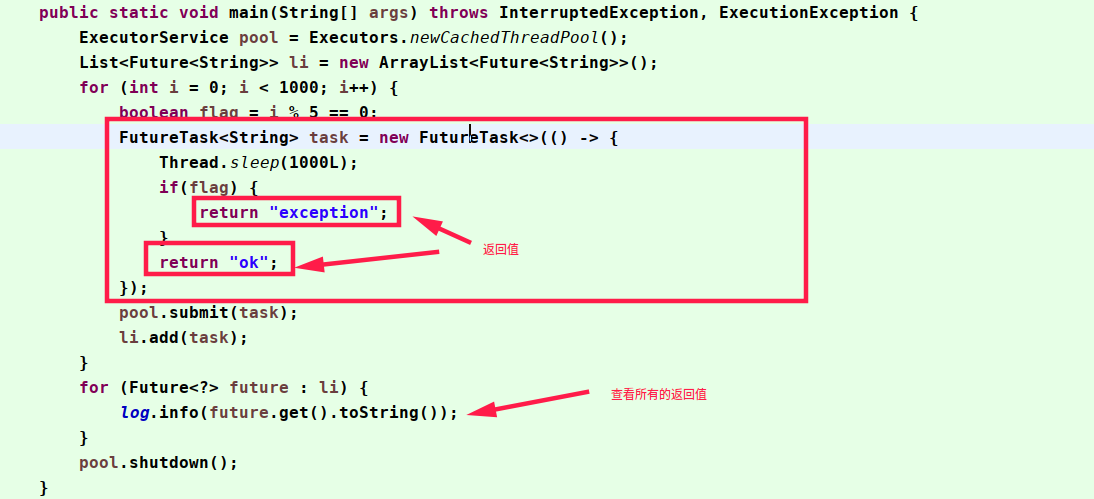 public static void main(String[] args) throws InterruptedException, ExecutionException {
ExecutorService pool = Executors.newCachedThreadPool();
List<Future<String>> li = new ArrayList<Future<String>>();
for (int i = 0; i < 1000; i++) {
boolean flag = i % 5 == 0;
FutureTask<String> task = new FutureTask<>(() -> {
Thread.sleep(1000L);
if(flag) {
return "exception";
}
返回值
return "ok";
});
pool.submit(task);
li.add(task);
}
for (Future<?> future : li) {
查看所有的返回值
log.info(future.get().toString());
}
pool.shutdown();
}